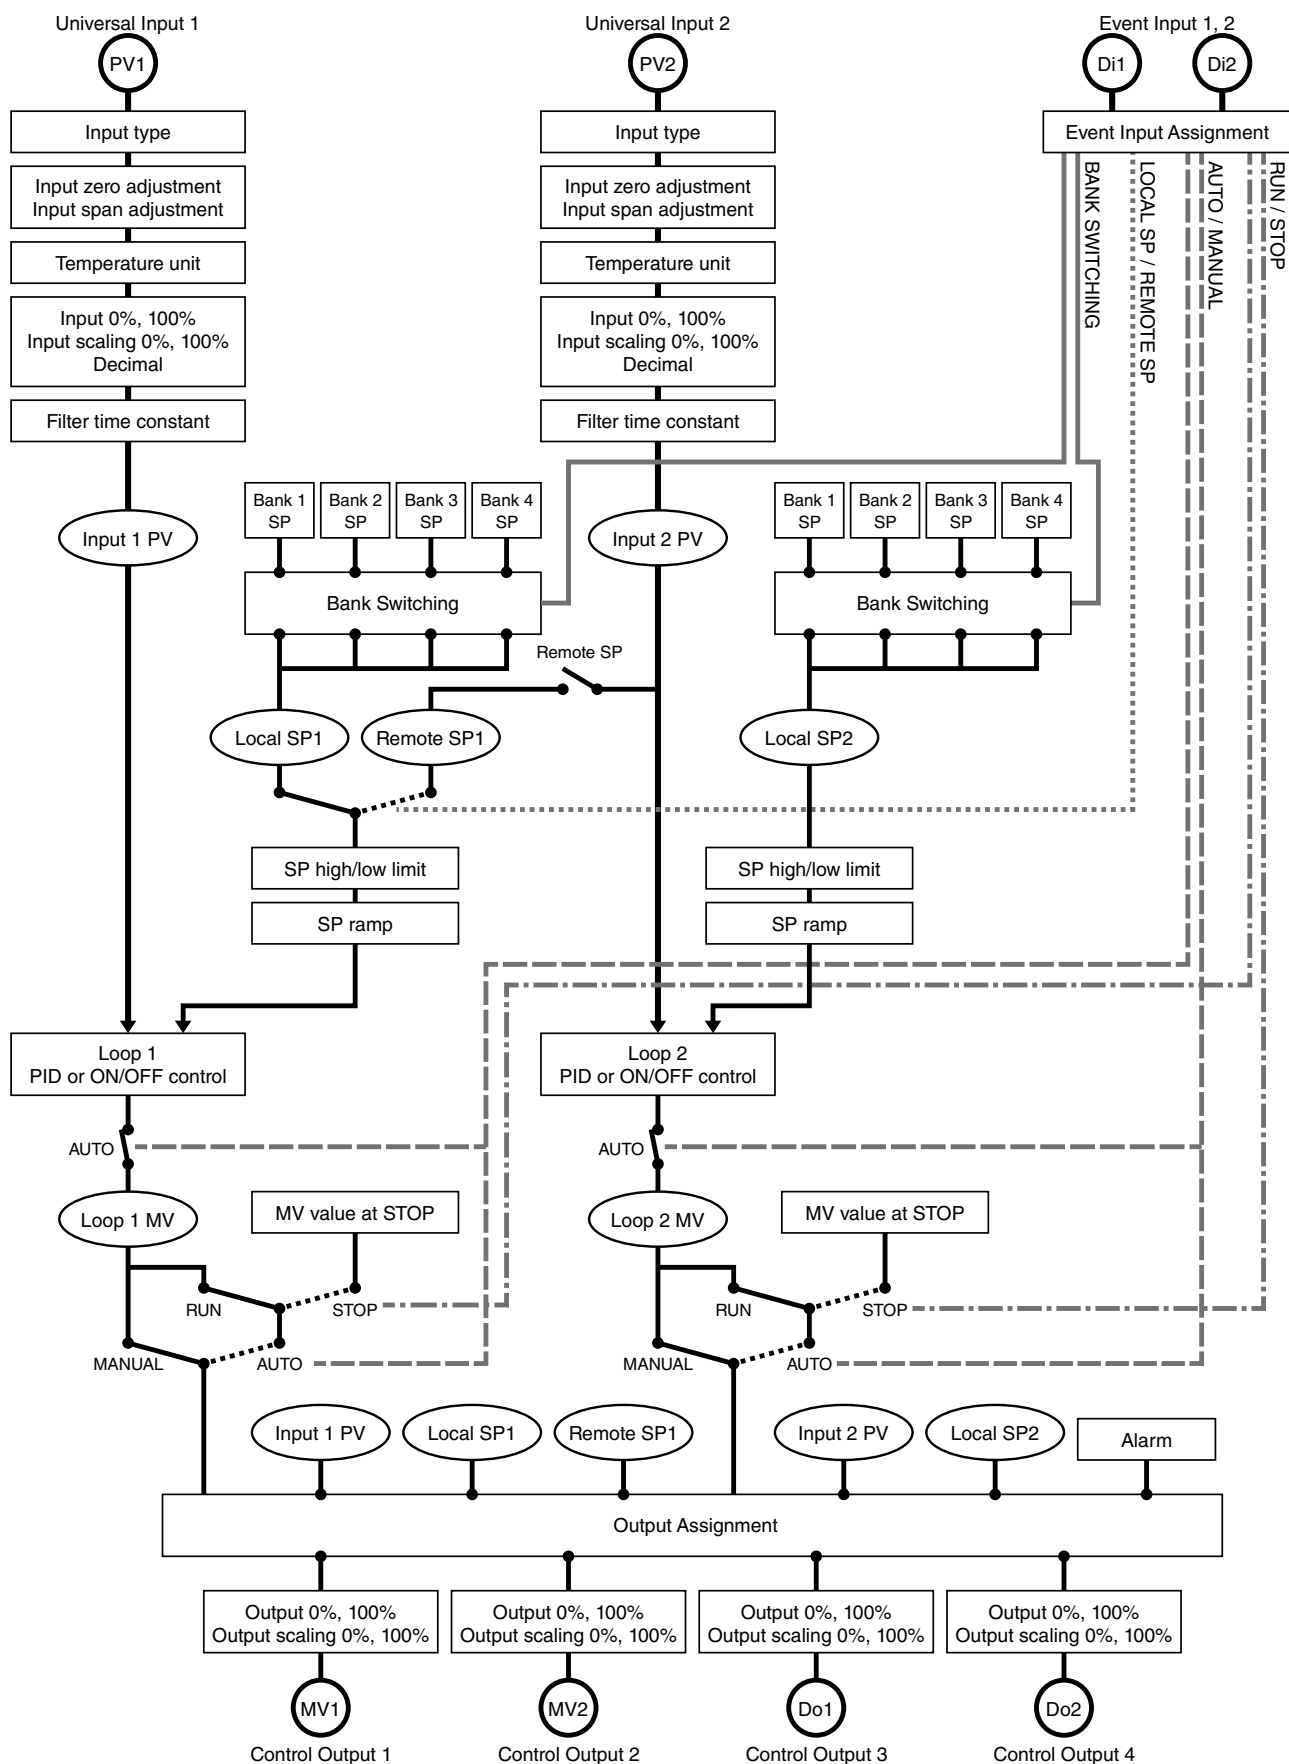 Universal Input 1
Universal Input 2
Event Input 1, 2
PV1
PV2
Di1
Di2
Input type
Input type
Event Input Assignment
Input zero adjustment
Input span adjustment
Input zero adjustment
Input span adjustment
BANK SWITCHING
LOCAL SP / REMOTE SP
AUTO / MANUAL
RUN / STOP
Temperature unit
Temperature unit
Input 0%, 100%
Input scaling 0%, 100%
Decimal
Input 0%, 100%
Input scaling 0%, 100%
Decimal
Filter time constant
Filter time constant
Bank 1
SP
Bank 2
SP
Bank 3
SP
Bank 4
SP
Bank 1
SP
Bank 2
SP
Bank 3
SP
Bank 4
SP
Input 1 PV
Input 2 PV
Bank Switching
Bank Switching
Remote SP
Local SP1
Remote SP1
Local SP2
SP high/low limit
SP high/low limit
SP ramp
SP ramp
Loop 1
PID or ON/OFF control
Loop 2
PID or ON/OFF control
AUTO
AUTO
Loop 1 MV
MV value at STOP
Loop 2 MV
MV value at STOP
RUN
STOP
RUN
STOP
MANUAL
AUTO
MANUAL
AUTO
Input 1 PV
Local SP1
Remote SP1
Input 2 PV
Local SP2
Alarm
Output Assignment
Output 0%, 100%
Output scaling 0%, 100%
Output 0%, 100%
Output scaling 0%, 100%
Output 0%, 100%
Output scaling 0%, 100%
Output 0%, 100%
Output scaling 0%, 100%
MV1
MV2
Do1
Do2
Control Output 1
Control Output 2
Control Output 3
Control Output 4